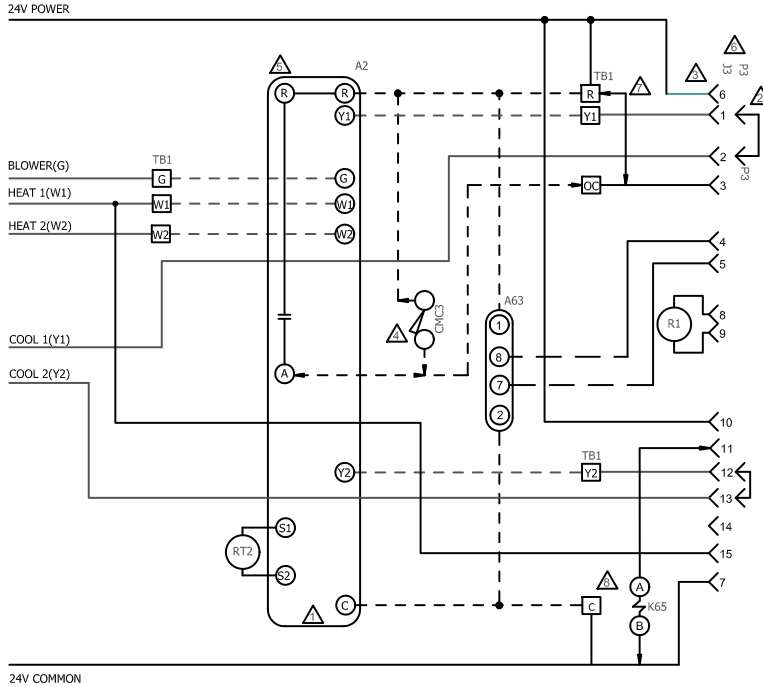 24V POWER
6
P3
J3
5
A2
3
2
TB1
7
R
R
R
6
Y1
Y1
1
BLOWER(G)
TB1
2
G
G
P3
HEAT 1(W1)
OC
3
W1
W1
HEAT 2(W2)
W2
W2
4
5
A63
CMC3
1
8
R1
9
4
COOL 1(Y1)
8
COOL 2(Y2)
A
7
2
10
11
TB1
Y2
Y2
12
13
S1
14
RT2
15
S2
8
A
7
1
C
C
K65
B
24V COMMON